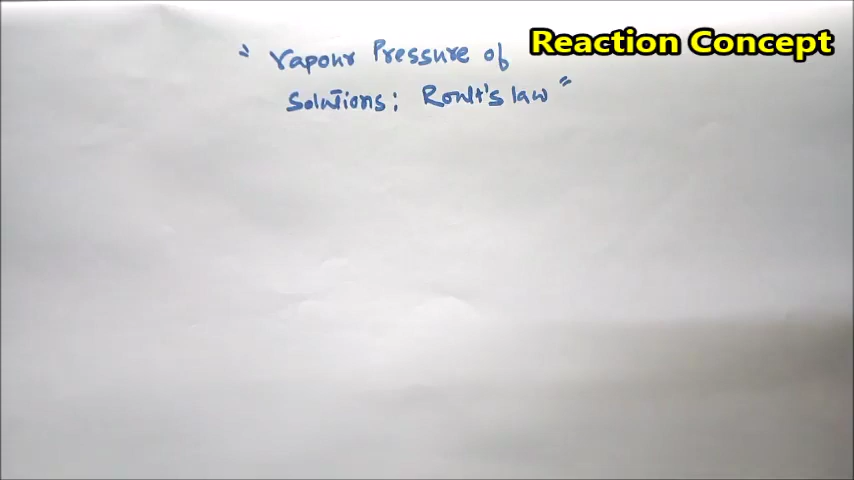 " Vapour Pressure of
Solutions: Roult's law "
Reaction Concept